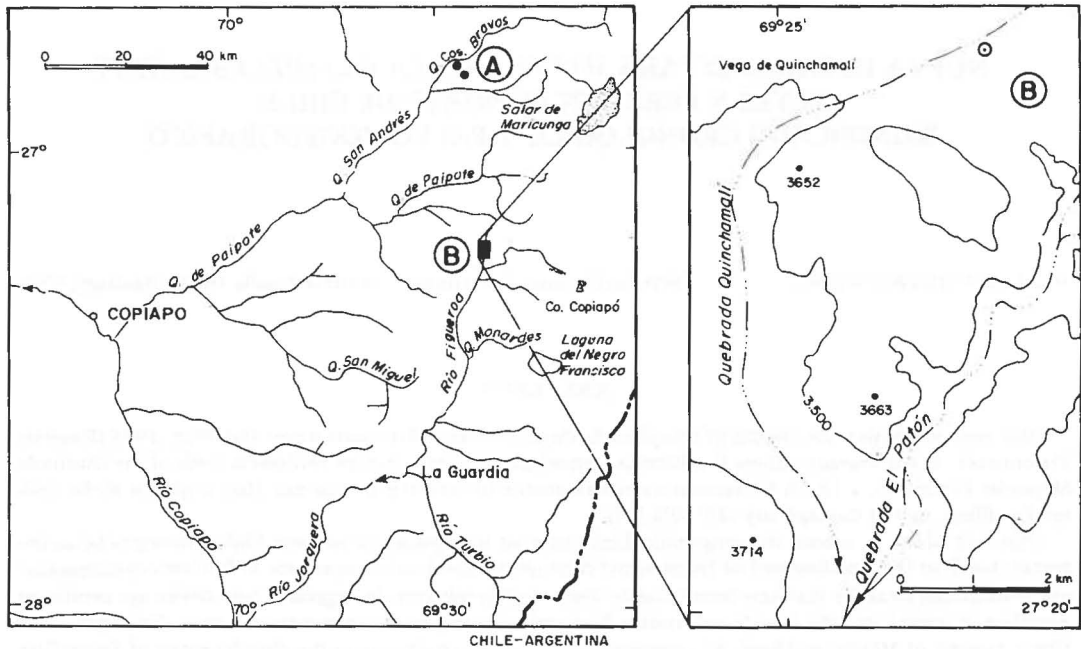 70°
0 20 40 km
Q. Cos. Bravos
A
Salar de
Maricunga
27°
Q. San Andrés
Q. de Paipote
B
Q. de Paipote
COPIAPO
Co. Copiapó
Río Figueroa
Q. Monardes
Laguna
del Negro
Francisco
Q. San Miguel
La Guardia
Río Copiapó
Río Jorquera
Río Turbio
28°
70°
69°30'
CHILE-ARGENTINA
69°25'
Vega de Quinchamalí
B
3652
Quebrada Quinchamalí
3.500
3663
Quebrada El Patón
3714
0 1 2 km
27°20'